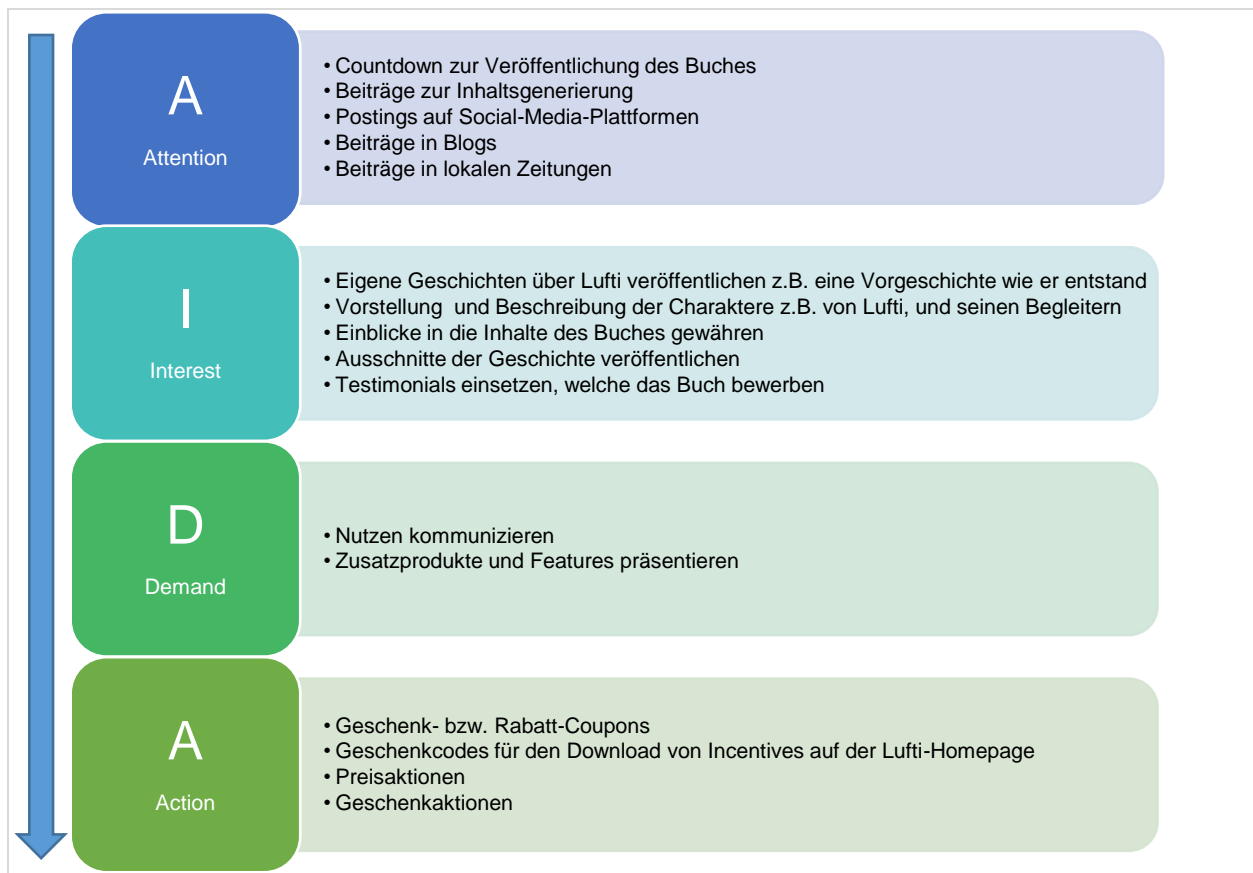 A
Attention
• Countdown zur Veröffentlichung des Buches
• Beiträge zur Inhaltsgenerierung
• Postings auf Social-Media-Plattformen
• Beiträge in Blogs
• Beiträge in lokalen Zeitungen
I
Interest
• Eigene Geschichten über Lufti veröffentlichen z.B. eine Vorgeschichte wie er entstand
• Vorstellung  und Beschreibung der Charaktere z.B. von Lufti, und seinen Begleitern
• Einblicke in die Inhalte des Buches gewähren
• Ausschnitte der Geschichte veröffentlichen
• Testimonials einsetzen, welche das Buch bewerben
D
Demand
• Nutzen kommunizieren
• Zusatzprodukte und Features präsentieren
A
Action
• Geschenk- bzw. Rabatt-Coupons
• Geschenkcodes für den Download von Incentives auf der Lufti-Homepage
• Preisaktionen
• Geschenkaktionen